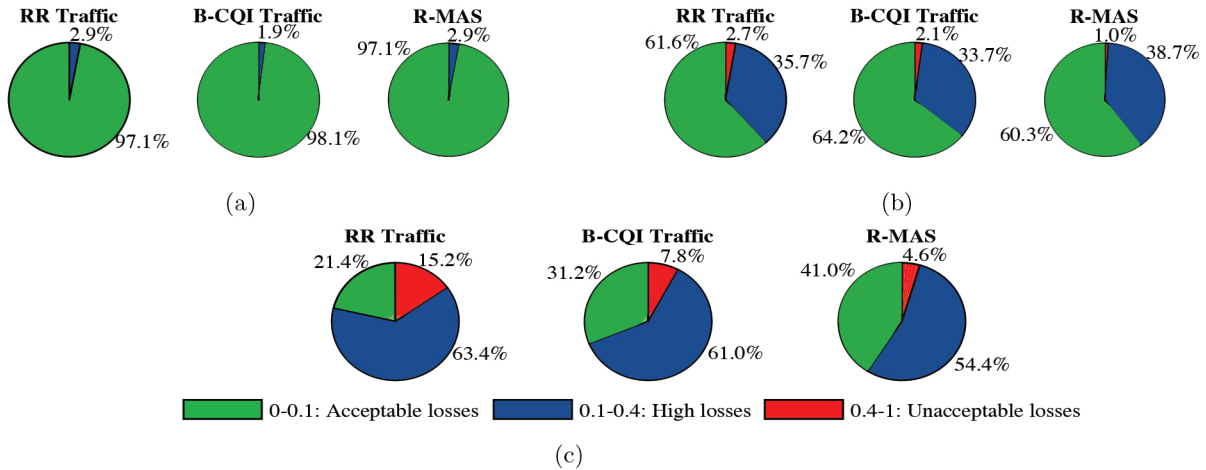 RR Traffic
2.9%
97.1%
B-CQI Traffic
1.9%
98.1%
R-MAS
97.1%
2.9%
(a)
RR Traffic
61.6%
2.7%
35.7%
B-CQI Traffic
2.1%
33.7%
64.2%
R-MAS
1.0%
38.7%
60.3%
(b)
RR Traffic
21.4%
15.2%
63.4%
B-CQI Traffic
31.2%
7.8%
61.0%
R-MAS
41.0%
4.6%
54.4%
0-0.1: Acceptable losses
0.1-0.4: High losses
0.4-1: Unacceptable losses
(c)